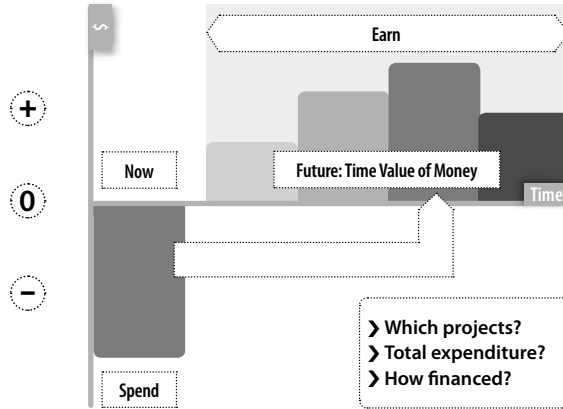 $
Earn
+
Now
Future: Time Value of Money
0
Time
−
❯ Which projects?
❯ Total expenditure?
❯ How financed?
Spend